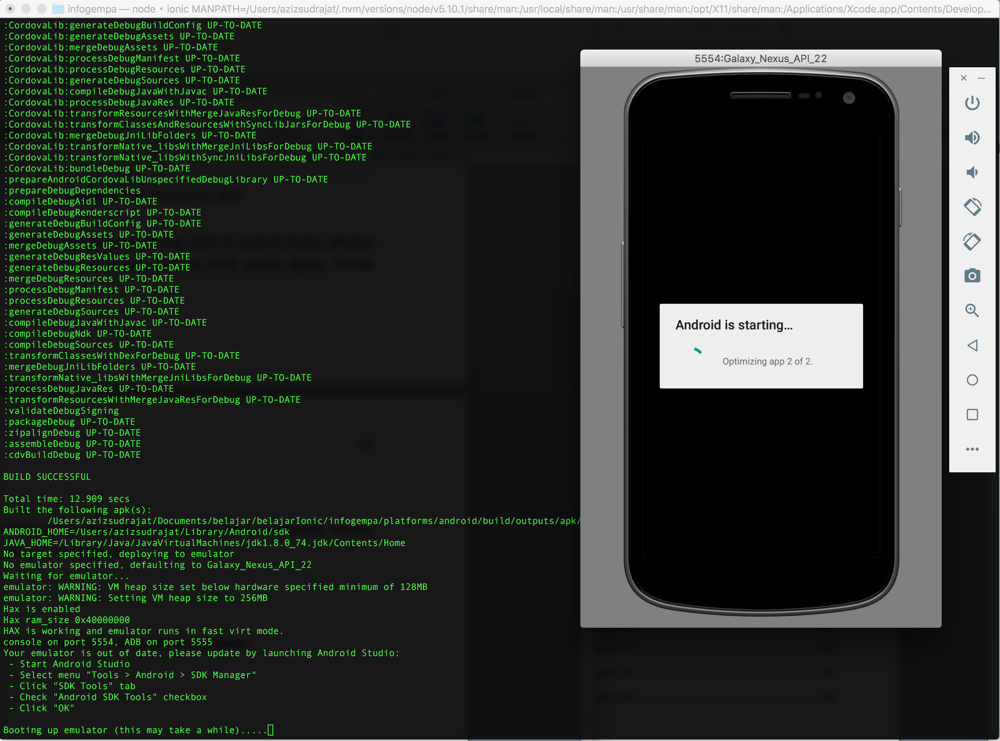 infogempa — node ◂ ionic MANPATH=/Users/azizsudrajat/.nvm/versions/node/v5.10.1/share/man:/usr/local/share/man:/usr/share/man:/opt/X11/share/man:/Applications/Xcode.app/Contents/Develop...
:CordovaLib:generateDebugBuildConfig UP-TO-DATE
:CordovaLib:generateDebugAssets UP-TO-DATE
:CordovaLib:mergeDebugAssets UP-TO-DATE
:CordovaLib:processDebugManifest UP-TO-DATE
:CordovaLib:processDebugResources UP-TO-DATE
:CordovaLib:generateDebugSources UP-TO-DATE
:CordovaLib:compileDebugJavaWithJavac UP-TO-DATE
:CordovaLib:processDebugJavaRes UP-TO-DATE
:CordovaLib:transformResourcesWithMergeJavaResForDebug UP-TO-DATE
:CordovaLib:transformClassesAndResourcesWithSyncLibJarsForDebug UP-TO-DATE
:CordovaLib:mergeDebugJniLibFolders UP-TO-DATE
:CordovaLib:transformNative_libsWithMergeJniLibsForDebug UP-TO-DATE
:CordovaLib:transformNative_libsWithSyncJniLibsForDebug UP-TO-DATE
:CordovaLib:bundleDebug UP-TO-DATE
:prepareAndroidCordovaLibUnspecifiedDebugLibrary UP-TO-DATE
:prepareDebugDependencies
:compileDebugAidl UP-TO-DATE
:compileDebugRenderscript UP-TO-DATE
:generateDebugBuildConfig UP-TO-DATE
:generateDebugAssets UP-TO-DATE
:mergeDebugAssets UP-TO-DATE
:generateDebugResValues UP-TO-DATE
:generateDebugResources UP-TO-DATE
:mergeDebugResources UP-TO-DATE
:processDebugManifest UP-TO-DATE
:processDebugResources UP-TO-DATE
:generateDebugSources UP-TO-DATE
:compileDebugJavaWithJavac UP-TO-DATE
:compileDebugNdk UP-TO-DATE
:compileDebugSources UP-TO-DATE
:transformClassesWithDexForDebug UP-TO-DATE
:mergeDebugJniLibFolders UP-TO-DATE
:transformNative_libsWithMergeJniLibsForDebug UP-TO-DATE
:processDebugJavaRes UP-TO-DATE
:transformResourcesWithMergeJavaResForDebug UP-TO-DATE
:validateDebugSigning
:packageDebug UP-TO-DATE
:zipalignDebug UP-TO-DATE
:assembleDebug UP-TO-DATE
:cdvBuildDebug UP-TO-DATE
BUILD SUCCESSFUL
Total time: 12.909 secs
Built the following apk(s):
/Users/azizsudrajat/Documents/belajar/belajarIonic/infogempa/platforms/android/build/outputs/apk/
ANDROID_HOME=/Users/azizsudrajat/Library/Android/sdk
JAVA_HOME=/Library/Java/JavaVirtualMachines/jdk1.8.0_74.jdk/Contents/Home
No target specified, deploying to emulator
No emulator specified, defaulting to Galaxy_Nexus_API_22
Waiting for emulator...
emulator: WARNING: VM heap size set below hardware specified minimum of 128MB
emulator: WARNING: Setting VM heap size to 256MB
Hax is enabled
Hax ram_size 0x40000000
HAX is working and emulator runs in fast virt mode.
console on port 5554, ADB on port 5555
Your emulator is out of date, please update by launching Android Studio:
- Start Android Studio
- Select menu "Tools > Android > SDK Manager"
- Click "SDK Tools" tab
- Check "Android SDK Tools" checkbox
- Click "OK"
Booting up emulator (this may take a while).....
5554:Galaxy_Nexus_API_22
Android is starting...
Optimizing app 2 of 2.